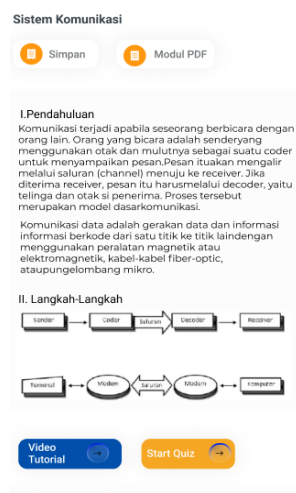 Sistem Komunikasi
Simpan
Modul PDF
I.Pendahuluan
Komunikasi terjadi apabila seseorang berbicara dengan
orang lain. Orang yang bicara adalah senderyang
menggunakan otak dan mulutnya sebagai suatu coder
untuk menyampaikan pesan.Pesan ituakan mengalir
melalui saluran (channel) menuju ke receiver. Jika
diterima receiver, pesan itu harusmelalui decoder, yaitu
telinga dan otak si penerima. Proses tersebut
merupakan model dasarkomunikasi.
Komunikasi data adalah gerakan data dan informasi
informasi berkode dari satu titik ke titik laindengan
menggunakan peralatan magnetik atau
elektromagnetik, kabel-kabel fiber-optic,
ataupungelombang mikro.
II. Langkah-Langkah
Sender
Coder
Saluran
Decoder
Receiver
Terminal
Modem
Saluran
Modem
Komputer
Video
Tutorial
Start Quiz